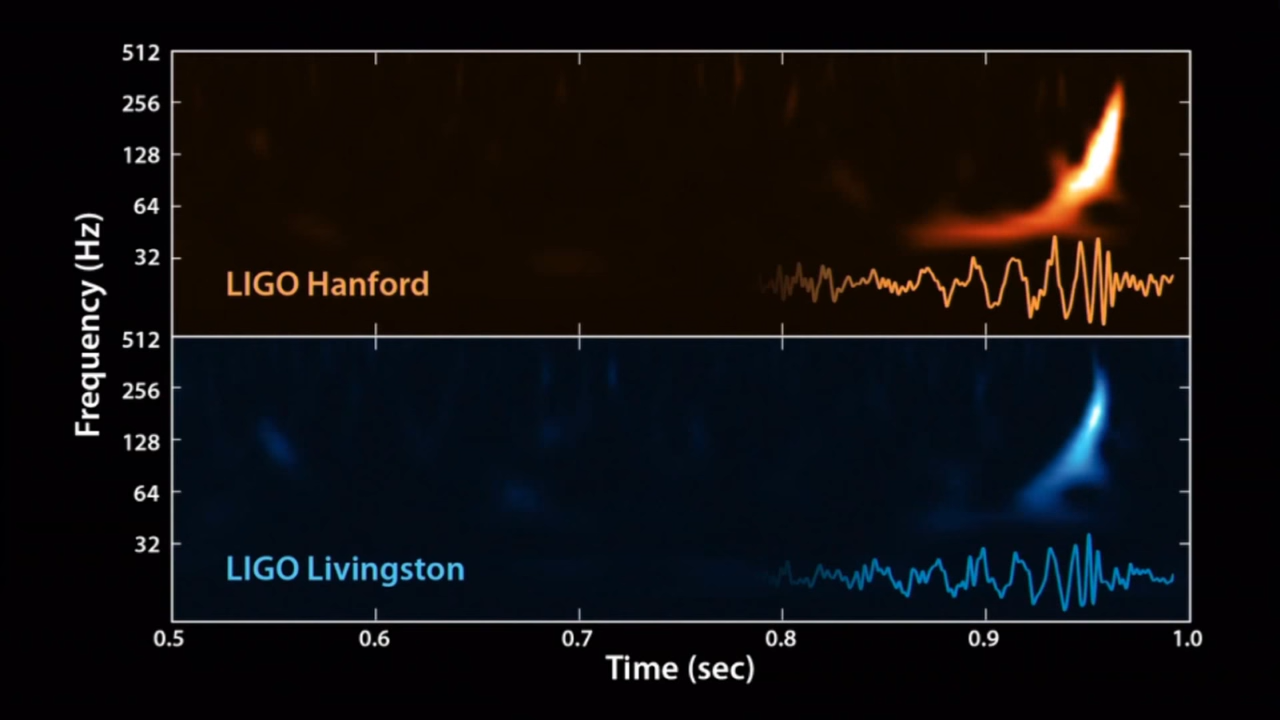 512
256
128
64
32
LIGO Hanford
Frequency (Hz)
512
256
128
64
32
LIGO Livingston
0.5 0.6 0.7 0.8 0.9 1.0
Time (sec)